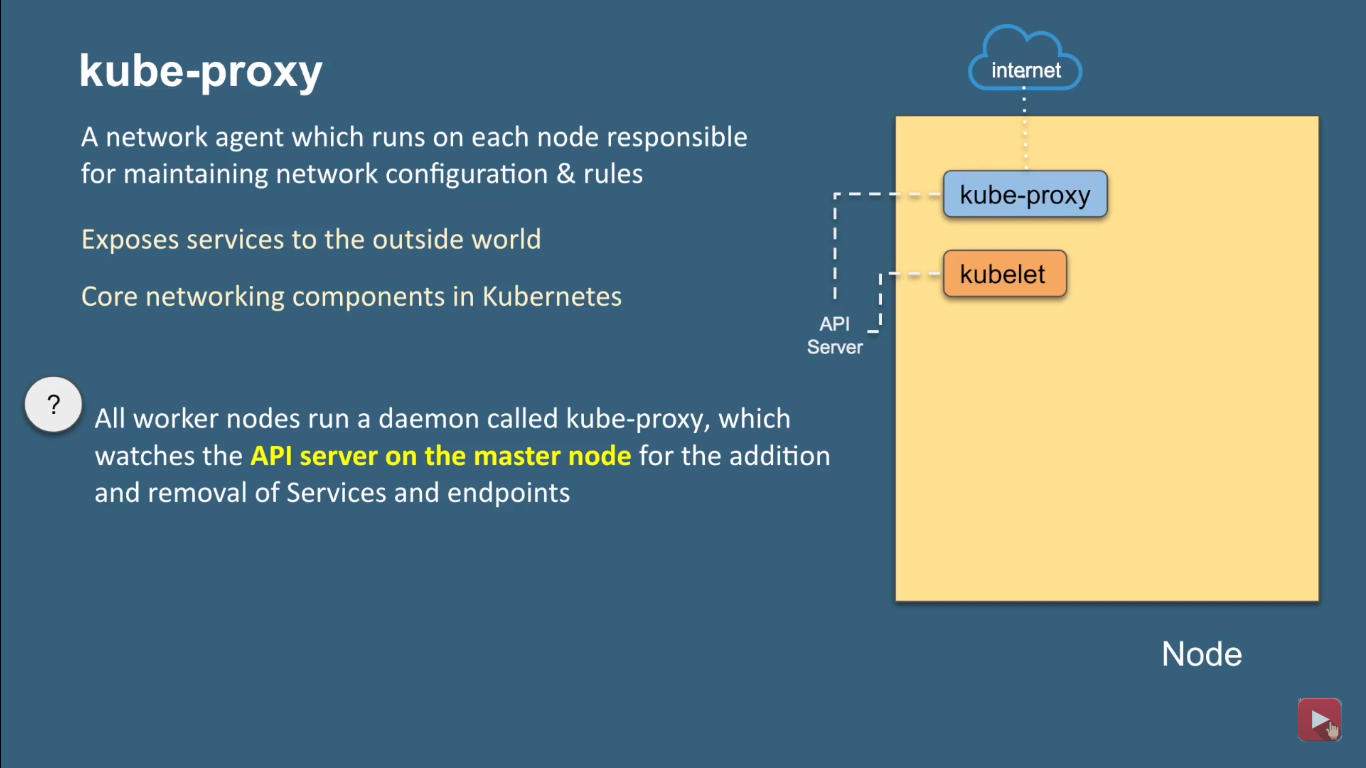 kube-proxy
A network agent which runs on each node responsible
for maintaining network configuration & rules
Exposes services to the outside world
Core networking components in Kubernetes
?
All worker nodes run a daemon called kube-proxy, which
watches the API server on the master node for the addition
and removal of Services and endpoints
internet
kube-proxy
kubelet
API
Server
Node